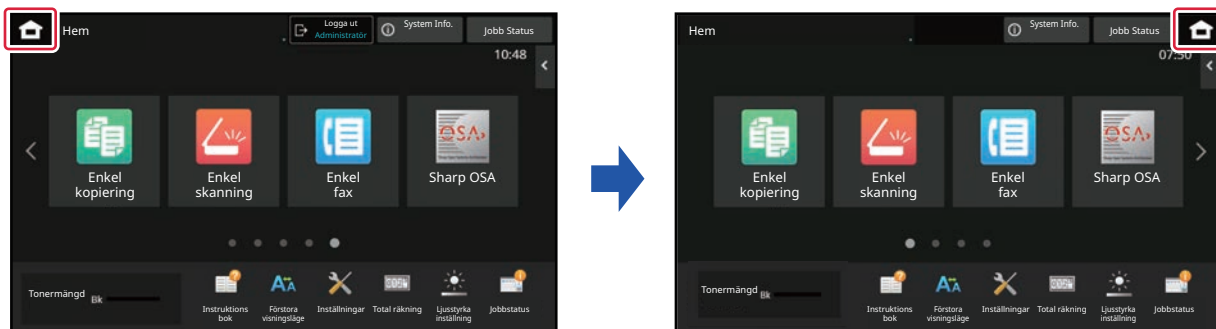 Hem
Logga ut
Administratör
System Info.
Jobb Status
10:48
Enkel
kopiering
Enkel
skanning
Enkel
fax
OSA
Sharp OSA
Tonermängd
Bk
Instruktions
bok
Förstora
visningsläge
Inställningar
Total räkning
Ljusstyrka
inställning
Jobbstatus
Hem
System Info.
Jobb Status
07:50
Enkel
kopiering
Enkel
skanning
Enkel
fax
OSA
Sharp OSA
Tonermängd
Bk
Instruktions
bok
Förstora
visningsläge
Inställningar
Total räkning
Ljusstyrka
inställning
Jobbstatus